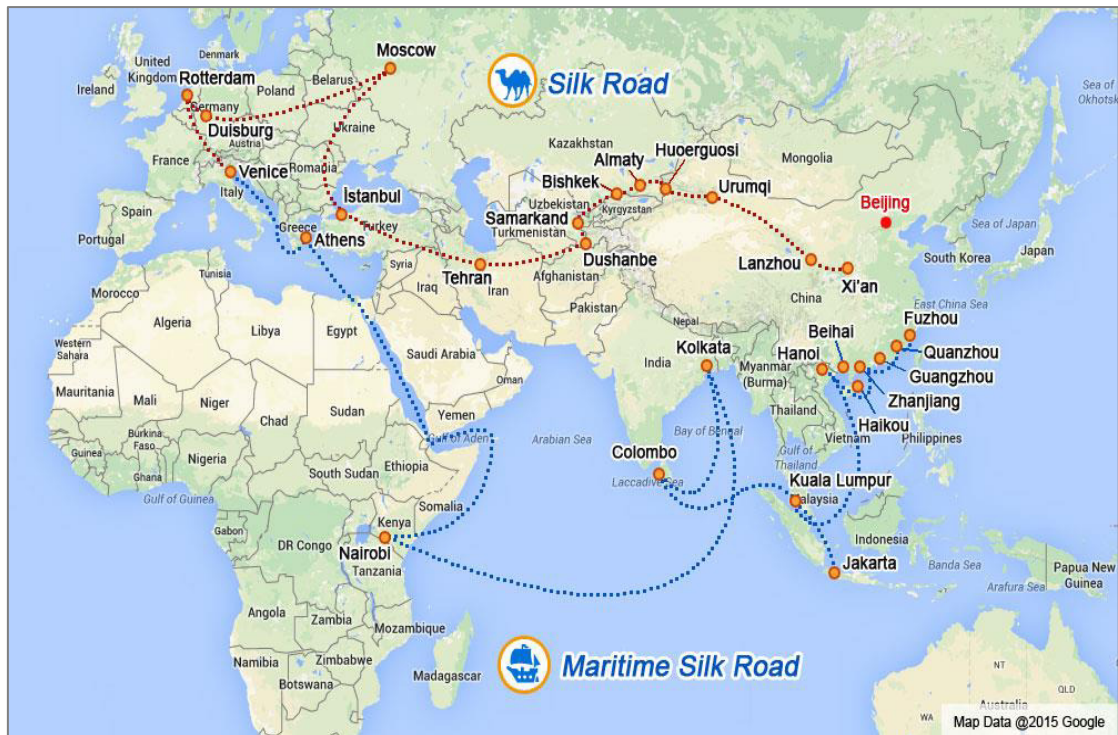 Moscow
Silk Road
Sea of
Okhotsk
Denmark
United
Kingdom
Ireland
Rotterdam
Belarus
Poland
Germany
Duisburg
Ukraine
Austria
France
Romania
Venice
Italy
Kazakhstan
Mongolia
Almaty
Huoerguosi
Bishkek
Urumqi
Uzbekistan
Kyrgyzstan
Beijing
Samarkand
Turkmenistan
Sea of Japan
Spain
Portugal
İstanbul
Greece
Turkey
Athens
Dushanbe
Lanzhou
Xi'an
South Korea
Japan
Tunisia
Syria
Tehran
Iraq
Iran
Afghanistan
Morocco
China
East China Sea
Pakistan
Algeria
Libya
Egypt
Nepal
Fuzhou
Western
Sahara
Saudi Arabia
Kolkata
Beihai
Hanoi
India
Myanmar
(Burma)
Quanzhou
Guangzhou
Oman
Mauritania
Mali
Niger
Chad
Sudan
Yemen
Zhanjiang
Thailand
Haikou
Burkina
Faso
Gulf of Aden
Arabian Sea
Bay of Bengal
Vietnam
Philippines
Guinea
Nigeria
Ethiopia
South Sudan
Colombo
Gulf of
Thailand
Ghana
Laccadive Sea
Kuala Lumpur
Malaysia
Gulf of Guinea
Somalia
Gabon
Kenya
DR Congo
Nairobi
Indonesia
Tanzania
Jakarta
Banda Sea
Papua New
Guinea
Arafura Sea
Angola
Zambia
Mozambique
Maritime Silk Road
Namibia
Zimbabwe
Botswana
Madagascar
NT
Australia
QLD
WA
SA
Map Data @2015 Google